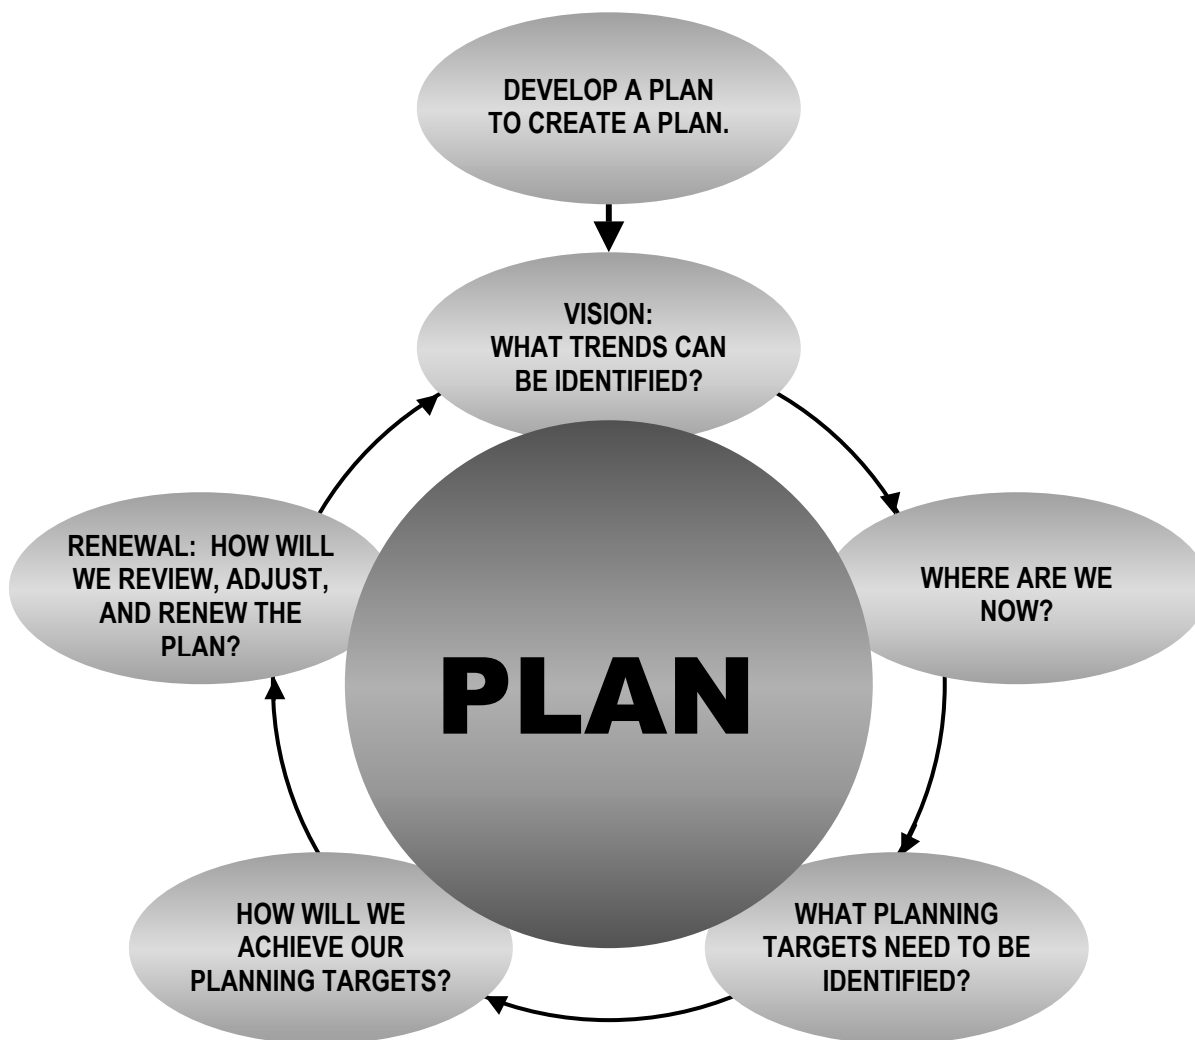 DEVELOP A PLAN
TO CREATE A PLAN.
VISION:
WHAT TRENDS CAN
BE IDENTIFIED?
RENEWAL:  HOW WILL
WE REVIEW, ADJUST,
AND RENEW THE
PLAN?
WHERE ARE WE
NOW?
PLAN
HOW WILL WE
ACHIEVE OUR
PLANNING TARGETS?
WHAT PLANNING
TARGETS NEED TO BE
IDENTIFIED?